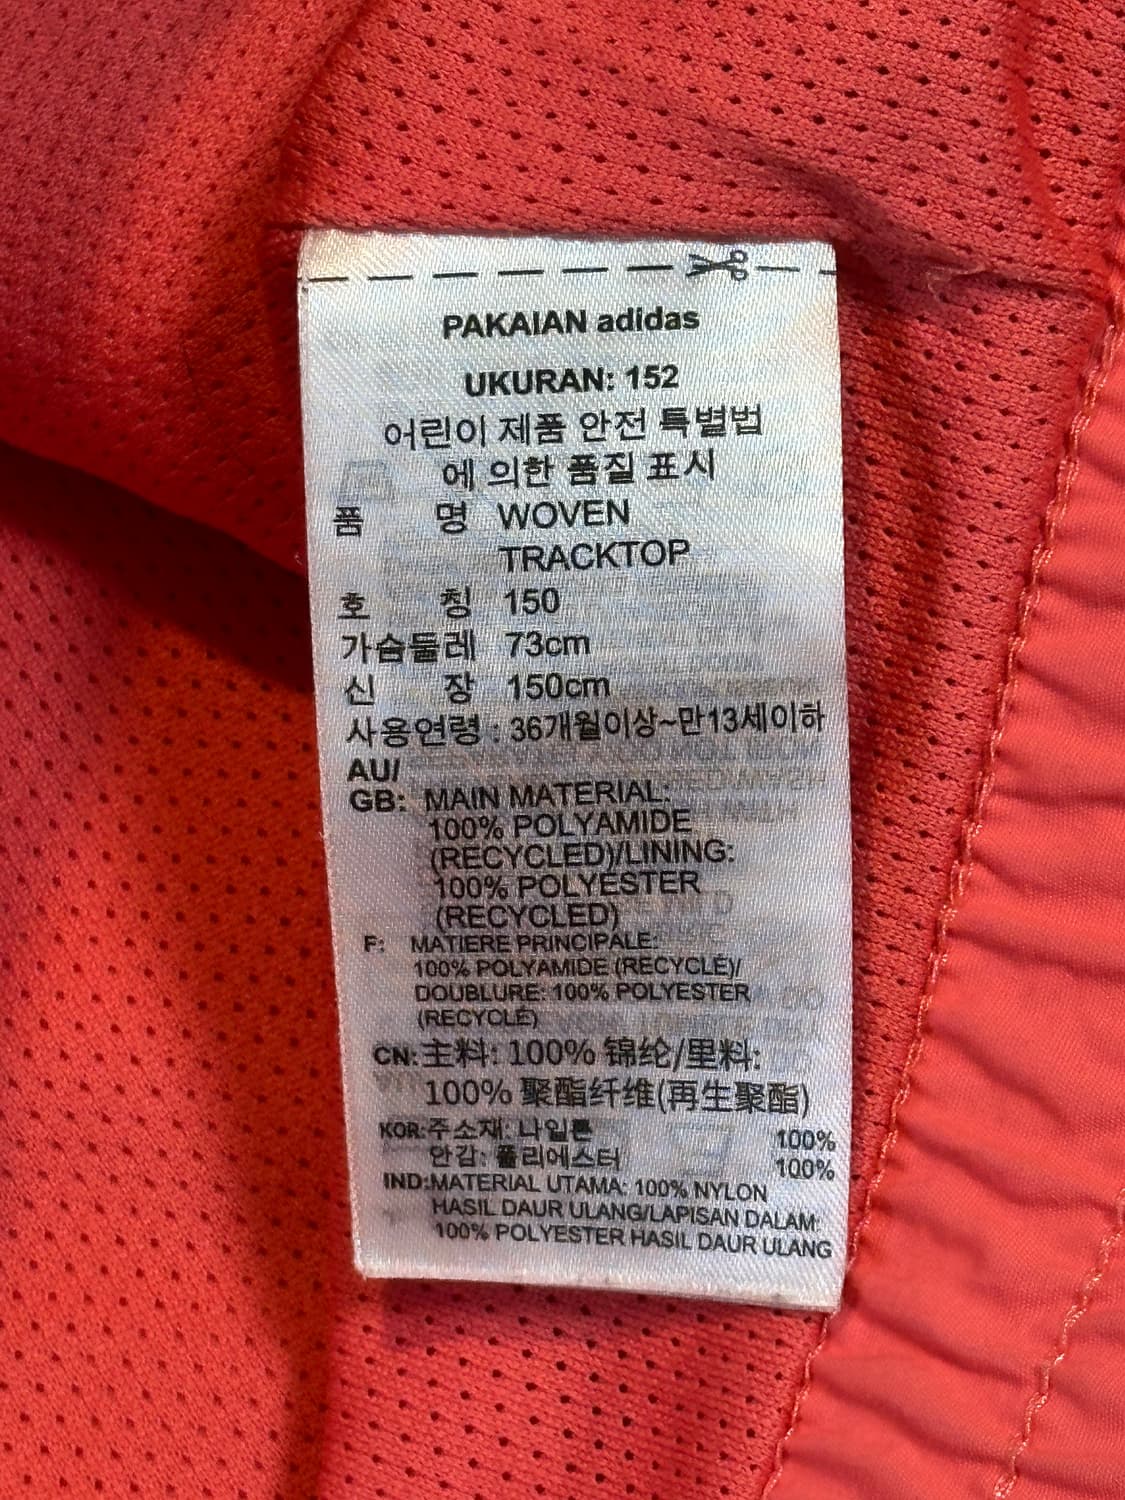 PAKAIAN adidas
UKURAN: 152
어린이 제품 안전 특별법
에 의한 품질 표시
품 명 WOVEN
TRACKTOP
호 칭 150
가슴둘레 73cm
신 장 150cm
사용연령 : 36개월이상~만13세이하
AU/
GB: MAIN MATERIAL:
100% POLYAMIDE
(RECYCLED)/LINING:
100% POLYESTER
(RECYCLED)
F: MATIERE PRINCIPALE:
100% POLYAMIDE (RECYCLÉ)/
DOUBLURE: 100% POLYESTER
(RECYCLÉ)
CN: 主料: 100% 锦纶/里料:
100% 聚酯纤维(再生聚酯)
KOR: 주소재: 나일론 100%
안감: 폴리에스터 100%
IND: MATERIAL UTAMA: 100% NYLON
HASIL DAUR ULANG/LAPISAN DALAM:
100% POLYESTER HASIL DAUR ULANG